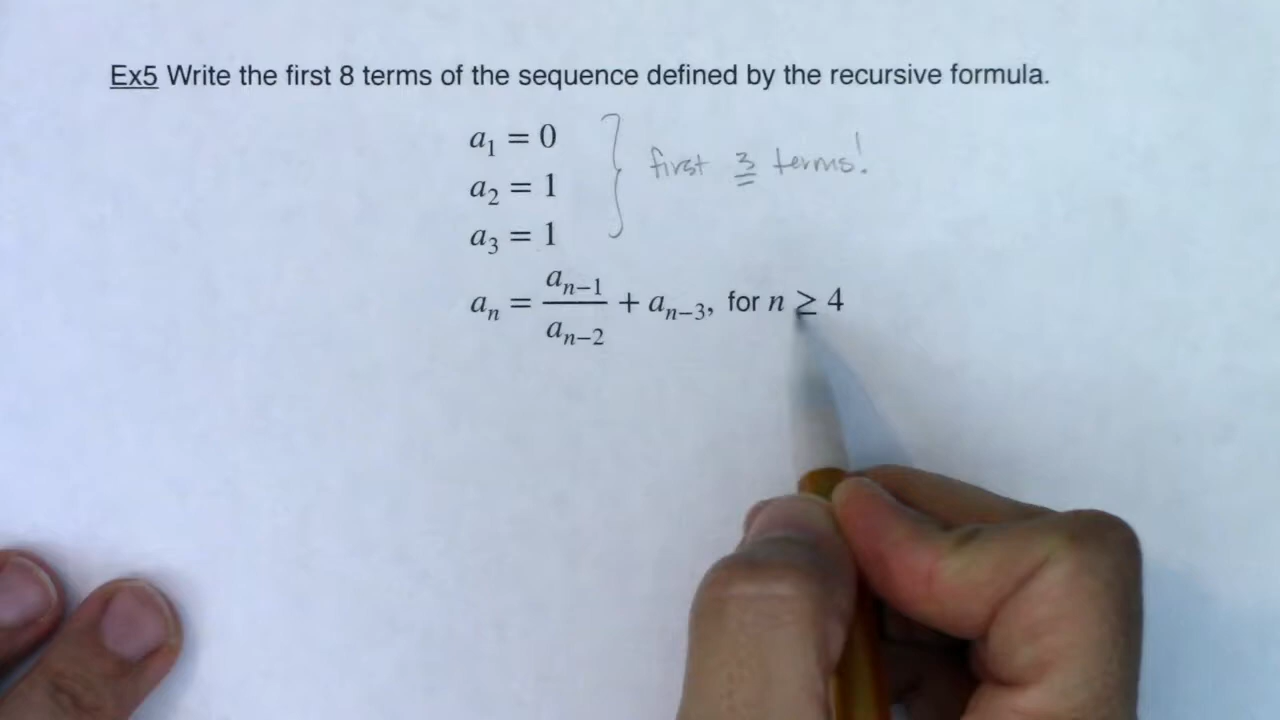 Ex5 Write the first 8 terms of the sequence defined by the recursive formula.
a₁ = 0
a₂ = 1
first 3 terms!
a₃ = 1
aₙ = aₙ₋₁ / aₙ₋₂ + aₙ₋₃, for n ≥ 4